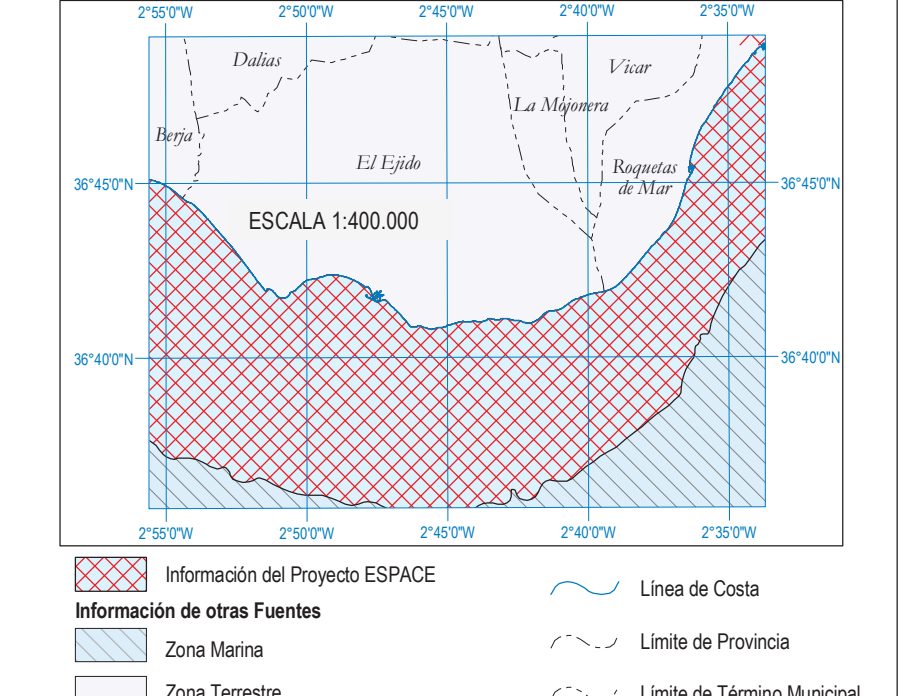 2°55'0"W 2°50'0"W 2°45'0"W 2°40'0"W 2°35'0"W
Dalias
Vicar
La Mojonera
Berja
El Ejido
Roquetas
de Mar
36°45'0"N 36°45'0"N
ESCALA 1:400.000
36°40'0"N 36°40'0"N
2°55'0"W 2°50'0"W 2°45'0"W 2°40'0"W 2°35'0"W
Información del Proyecto ESPACE
Línea de Costa
Información de otras Fuentes
Límite de Provincia
Zona Marina
Zona Terrestre
Límite de Término Municipal